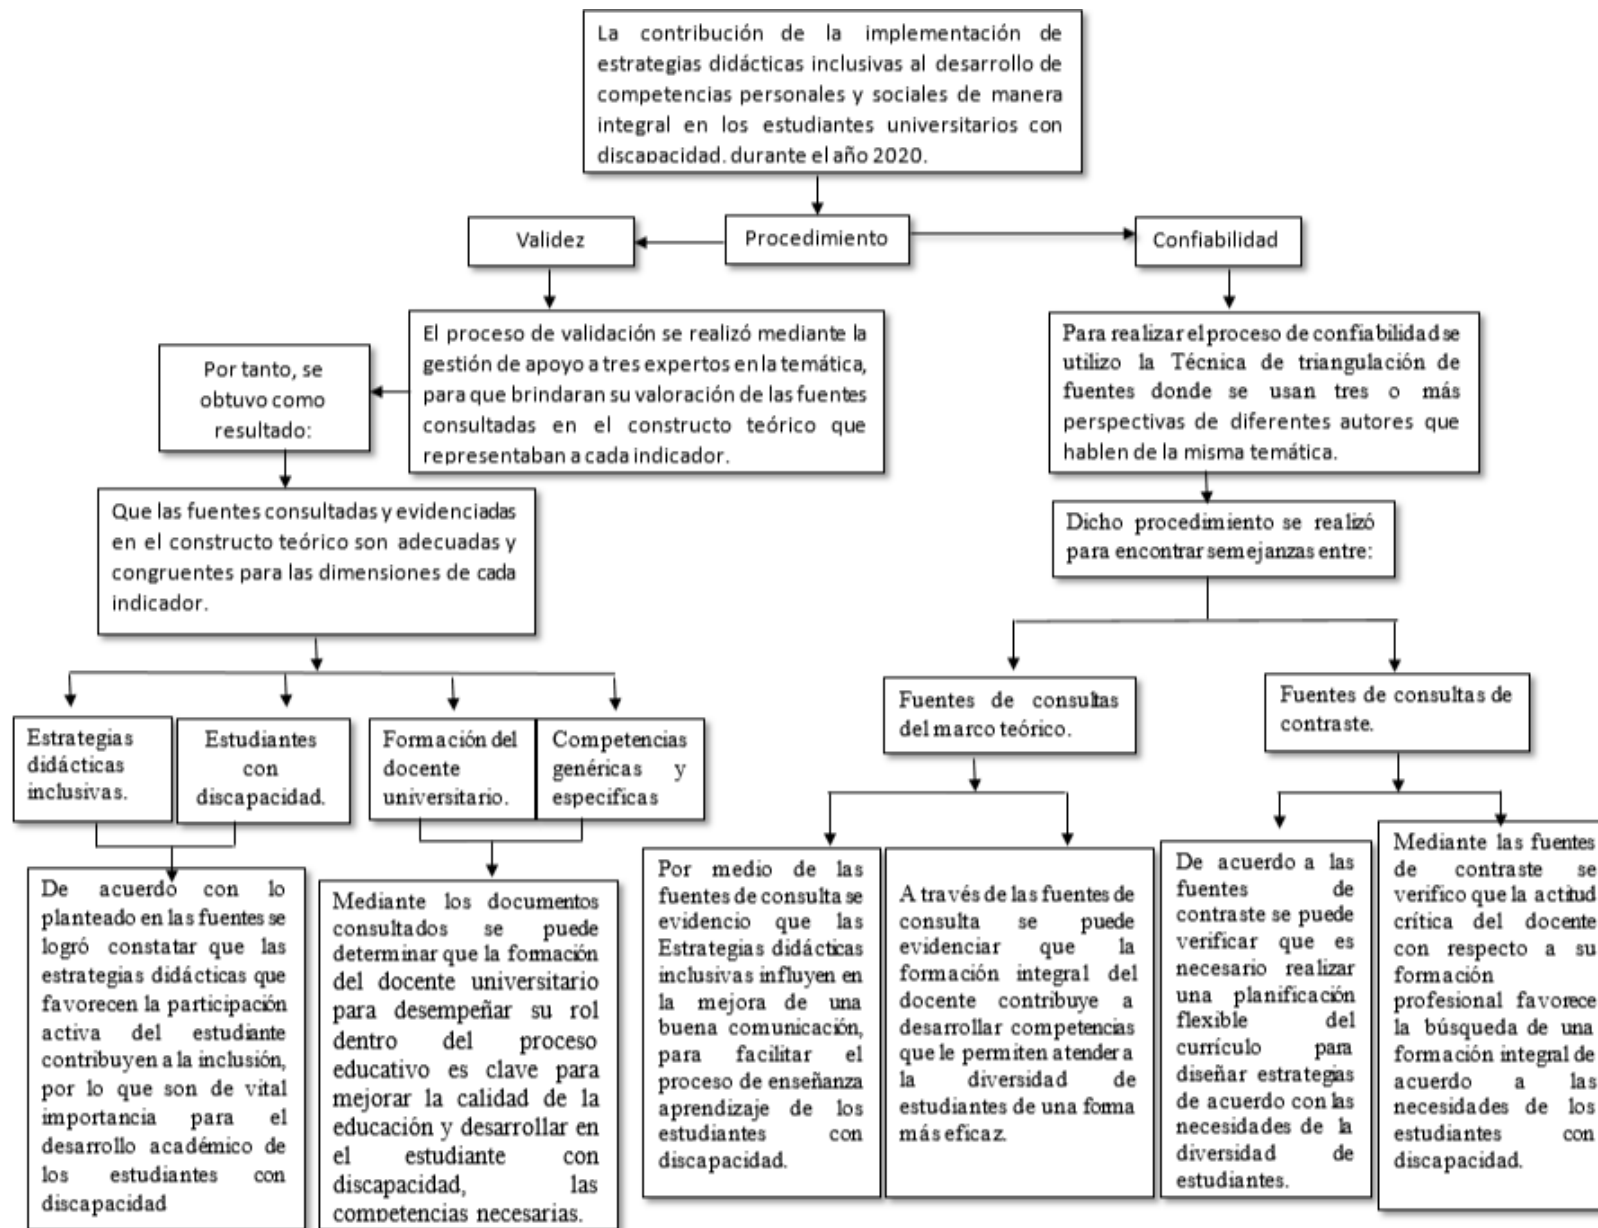 La contribución de la implementación de
estrategias didácticas inclusivas al desarrollo de
competencias personales y sociales de manera
integral en los estudiantes universitarios con
discapacidad. durante el año 2020.
Validez
Procedimiento
Confiabilidad
El proceso de validación se realizó mediante la
gestión de apoyo a tres expertos en la temática,
para que brindaran su valoración de las fuentes
consultadas en el constructo teórico que
representaban a cada indicador.
Por tanto, se
obtuvo como
resultado:
Para realizar el proceso de confiabilidad se
utilizo la Técnica de triangulación de
fuentes donde se usan tres o más
perspectivas de diferentes autores que
hablen de la misma temática.
Que las fuentes consultadas y evidenciadas
en el constructo teórico son adecuadas y
congruentes para las dimensiones de cada
indicador.
Dicho procedimiento se realizó
para encontrar semejanzas entre:
Estrategias
didácticas
inclusivas.
Estudiantes
con
discapacidad.
Formación del
docente
universitario.
Competencias
genéricas y
especificas
Fuentes de consultas
del marco teórico.
Fuentes de consultas de
contraste.
De acuerdo con lo
planteado en las fuentes se
logró constatar que las
estrategias didácticas que
favorecen la participación
activa del estudiante
contribuyen a la inclusión,
por lo que son de vital
importancia para el
desarrollo académico de
los estudiantes con
discapacidad
Mediante los documentos
consultados se puede
determinar que la formación
del docente universitario
para desempeñar su rol
dentro del proceso
educativo es clave para
mejorar la calidad de la
educación y desarrollar en
el estudiante con
discapacidad, las
competencias necesarias.
Por medio de las
fuentes de consulta se
evidencio que las
Estrategias didácticas
inclusivas influyen en
la mejora de una
buena comunicación,
para facilitar el
proceso de enseñanza
aprendizaje de los
estudiantes con
discapacidad.
A través de las fuentes de
consulta se puede
evidenciar que la
formación integral del
docente contribuye a
desarrollar competencias
que le permiten atender a
la diversidad de
estudiantes de una forma
más eficaz.
De acuerdo a las
fuentes de
contraste se puede
verificar que es
necesario realizar
una planificación
flexible del
currículo para
diseñar estrategias
de acuerdo con las
necesidades de la
diversidad de
estudiantes.
Mediante las fuentes
de contraste se
verifico que la actitud
crítica del docente
con respecto a su
formación
profesional favorece
la búsqueda de una
formación integral de
acuerdo a las
necesidades de los
estudiantes con
discapacidad.